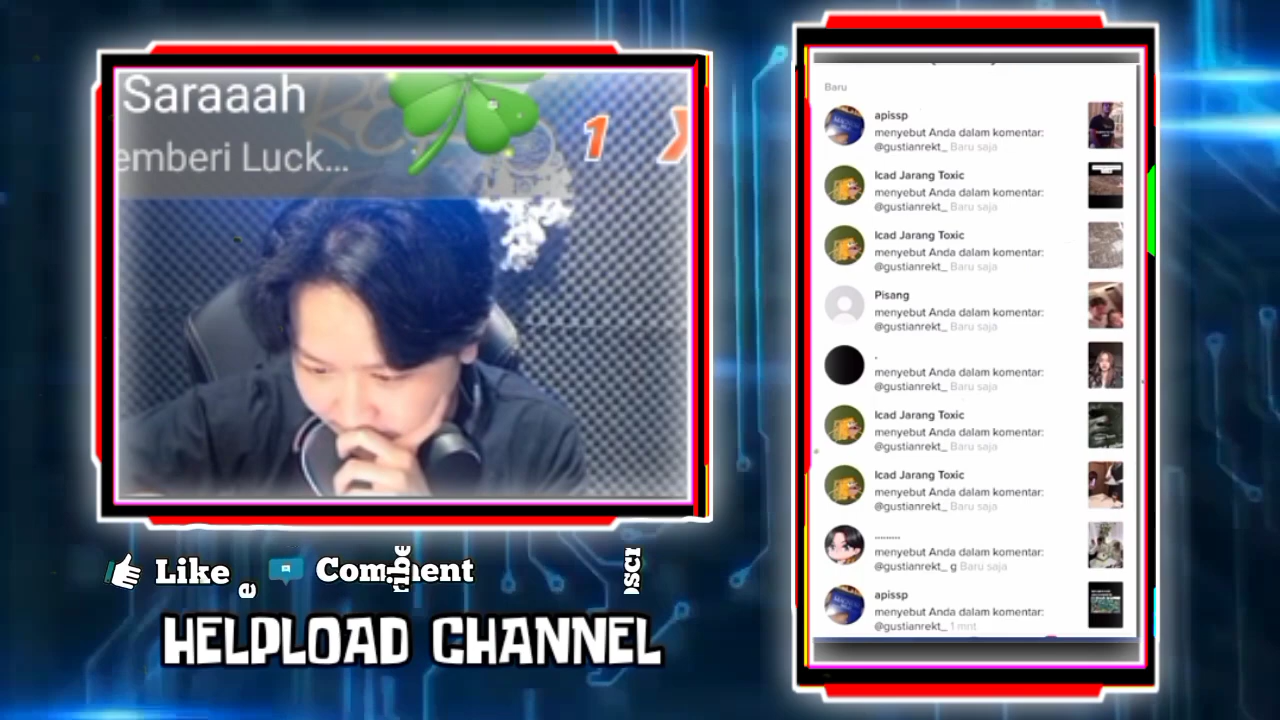 Saraaah
emberi Luck...
1 X
Like
Comment
HELPLOAD CHANNEL
Baru
apissp
menyebut Anda dalam komentar:
@gustianrekt_ Baru saja
Icad Jarang Toxic
menyebut Anda dalam komentar:
@gustianrekt_ Baru saja
Icad Jarang Toxic
menyebut Anda dalam komentar:
@gustianrekt_ Baru saja
Pisang
menyebut Anda dalam komentar:
@gustianrekt_ Baru saja
.
menyebut Anda dalam komentar:
@gustianrekt_ Baru saja
Icad Jarang Toxic
menyebut Anda dalam komentar:
@gustianrekt_ Baru saja
Icad Jarang Toxic
menyebut Anda dalam komentar:
@gustianrekt_ Baru saja
.........
menyebut Anda dalam komentar:
@gustianrekt_ g Baru saja
apissp
menyebut Anda dalam komentar:
@gustianrekt_ 1 mnt